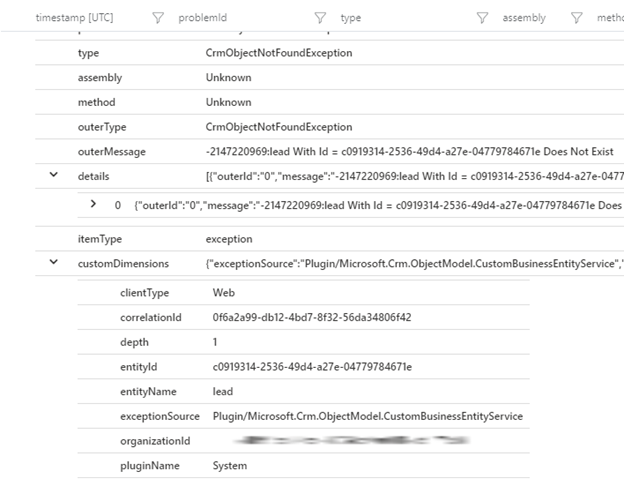 timestamp [UTC] problemId type assembly metho
type CrmObjectNotFoundException
assembly Unknown
method Unknown
outerType CrmObjectNotFoundException
outerMessage -2147220969:lead With Id = c0919314-2536-49d4-a27e-04779784671e Does Not Exist
details [{"outerId":"0","message":"-2147220969:lead With Id = c0919314-2536-49d4-a27e-0477
0 {"outerId":"0","message":"-2147220969:lead With Id = c0919314-2536-49d4-a27e-04779784671e Does
itemType exception
customDimensions {"exceptionSource":"Plugin/Microsoft.Crm.ObjectModel.CustomBusinessEntityService","
clientType Web
correlationId 0f6a2a99-db12-4bd7-8f32-56da34806f42
depth 1
entityId c0919314-2536-49d4-a27e-04779784671e
entityName lead
exceptionSource Plugin/Microsoft.Crm.ObjectModel.CustomBusinessEntityService
organizationId
pluginName System